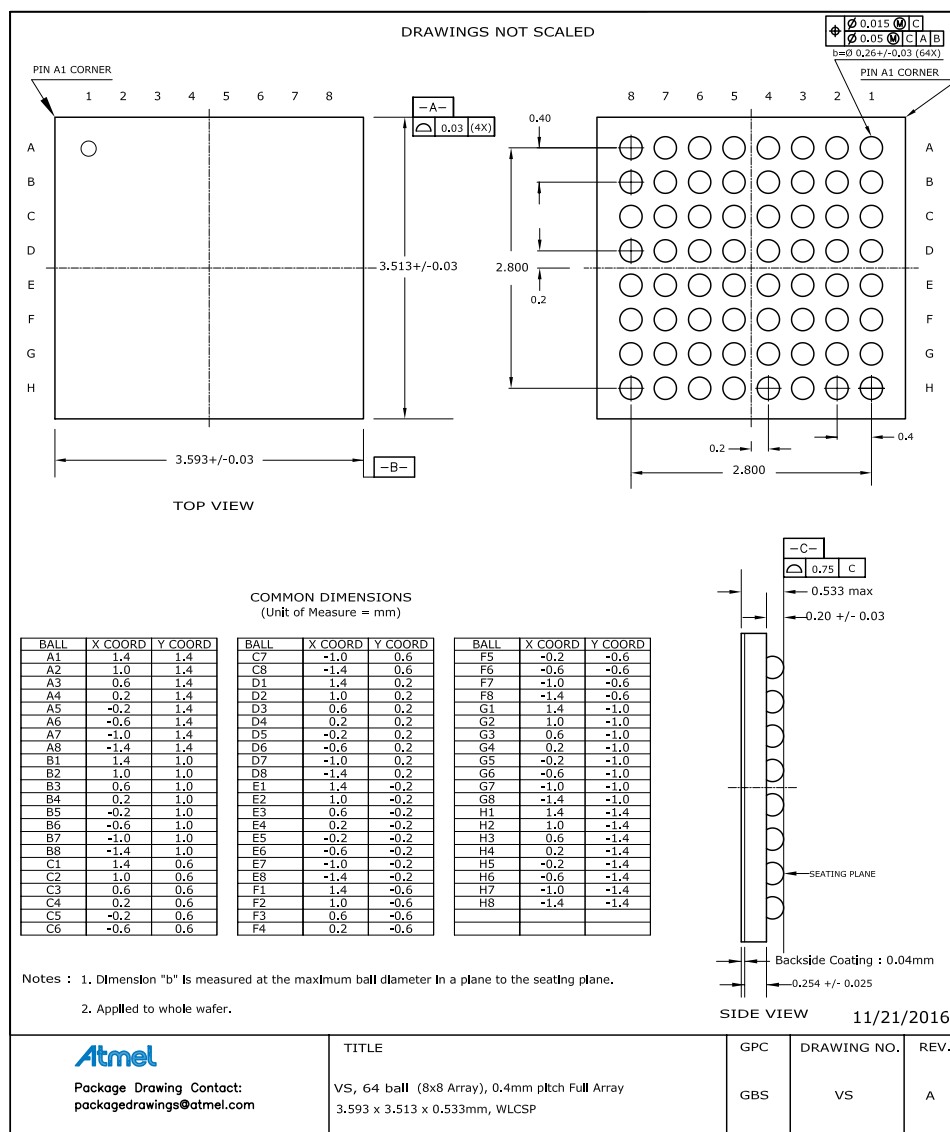 DRAWINGS NOT SCALED
⌖ Ø 0.015 Ⓜ C
Ø 0.05 Ⓜ C A B
b=Ø 0.26+/-0.03 (64X)
PIN A1 CORNER
PIN A1 CORNER
1 2 3 4 5 6 7 8
8 7 6 5 4 3 2 1
-A-
0.03 (4X)
0.40
A A
B B
C C
D D
3.513+/-0.03
2.800
E E
0.2
F F
G G
H H
0.2
0.4
3.593+/-0.03
-B-
2.800
TOP VIEW
-C-
0.75 C
0.533 max
0.20 +/- 0.03
COMMON DIMENSIONS
(Unit of Measure = mm)
BALL X COORD Y COORD BALL X COORD Y COORD BALL X COORD Y COORD
A1 1.4 1.4 C7 -1.0 0.6 F5 -0.2 -0.6
A2 1.0 1.4 C8 -1.4 0.6 F6 -0.6 -0.6
A3 0.6 1.4 D1 1.4 0.2 F7 -1.0 -0.6
A4 0.2 1.4 D2 1.0 0.2 F8 -1.4 -0.6
A5 -0.2 1.4 D3 0.6 0.2 G1 1.4 -1.0
A6 -0.6 1.4 D4 0.2 0.2 G2 1.0 -1.0
A7 -1.0 1.4 D5 -0.2 0.2 G3 0.6 -1.0
A8 -1.4 1.4 D6 -0.6 0.2 G4 0.2 -1.0
B1 1.4 1.0 D7 -1.0 0.2 G5 -0.2 -1.0
B2 1.0 1.0 D8 -1.4 0.2 G6 -0.6 -1.0
B3 0.6 1.0 E1 1.4 -0.2 G7 -1.0 -1.0
B4 0.2 1.0 E2 1.0 -0.2 G8 -1.4 -1.0
B5 -0.2 1.0 E3 0.6 -0.2 H1 1.4 -1.4
B6 -0.6 1.0 E4 0.2 -0.2 H2 1.0 -1.4
B7 -1.0 1.0 E5 -0.2 -0.2 H3 0.6 -1.4
B8 -1.4 1.0 E6 -0.6 -0.2 H4 0.2 -1.4
C1 1.4 0.6 E7 -1.0 -0.2 H5 -0.2 -1.4
C2 1.0 0.6 E8 -1.4 -0.2 H6 -0.6 -1.4
C3 0.6 0.6 F1 1.4 -0.6 H7 -1.0 -1.4
C4 0.2 0.6 F2 1.0 -0.6 H8 -1.4 -1.4
C5 -0.2 0.6 F3 0.6 -0.6
C6 -0.6 0.6 F4 0.2 -0.6
SEATING PLANE
Backside Coating : 0.04mm
0.254 +/- 0.025
Notes : 1. Dimension "b" is measured at the maximum ball diameter in a plane to the seating plane.
2. Applied to whole wafer.
SIDE VIEW
11/21/2016
Atmel
Package Drawing Contact:
packagedrawings@atmel.com
TITLE
VS, 64 ball (8x8 Array), 0.4mm pitch Full Array
3.593 x 3.513 x 0.533mm, WLCSP
GPC
GBS
DRAWING NO.
VS
REV.
A